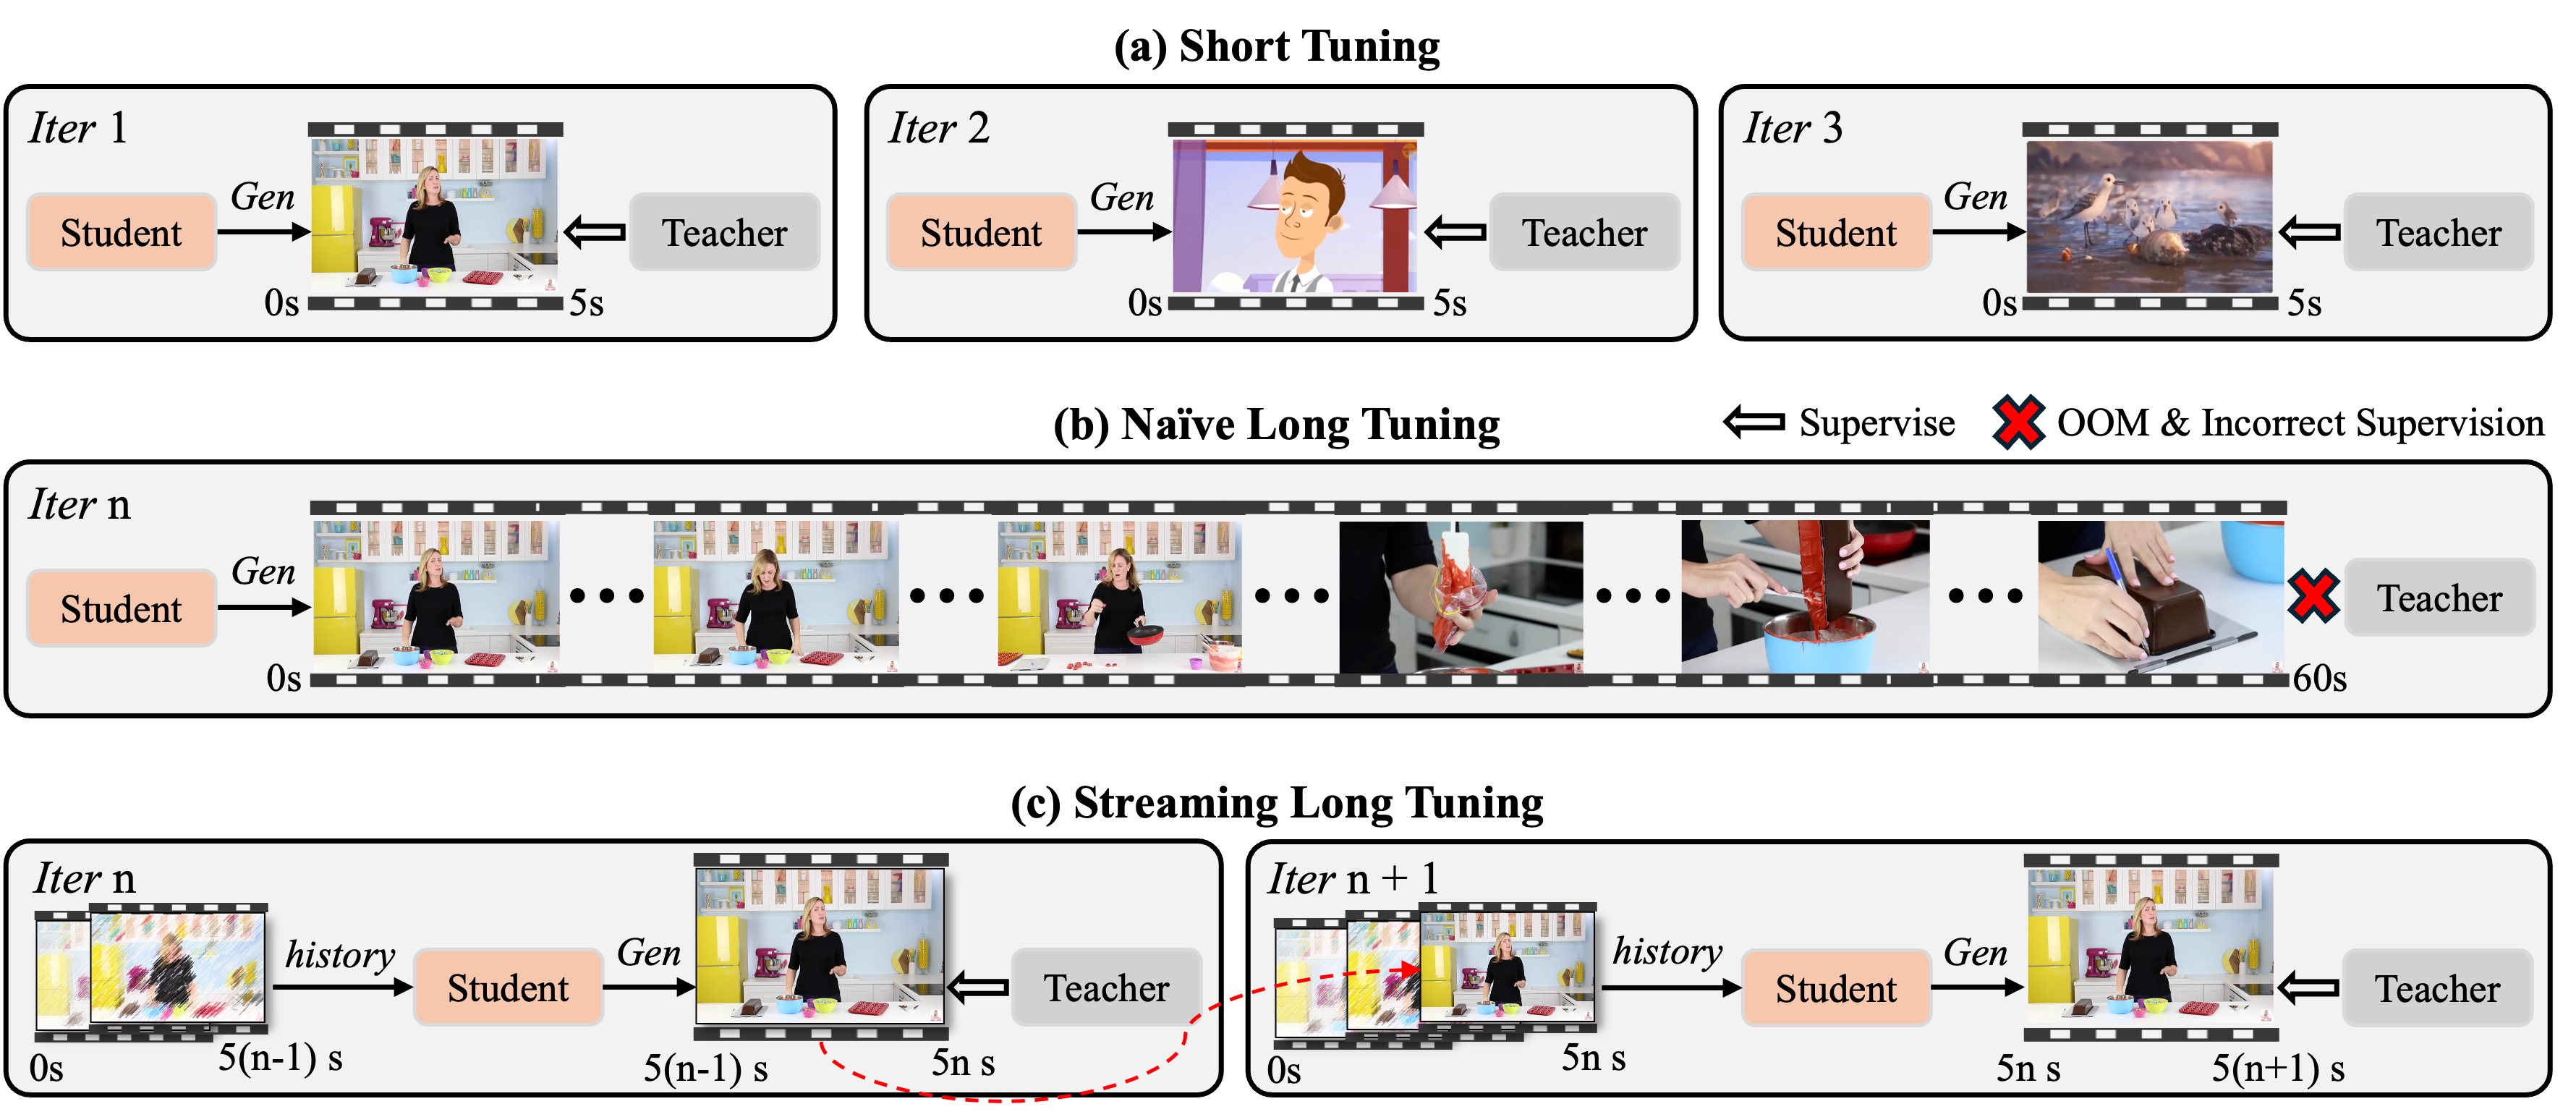 (a) Short Tuning
Iter 1
Student
Gen
Teacher
0s
5s
Iter 2
Student
Gen
Teacher
0s
5s
Iter 3
Student
Gen
Teacher
0s
5s
(b) Naïve Long Tuning
Supervise
OOM & Incorrect Supervision
Iter n
Student
Gen
Teacher
0s
60s
(c) Streaming Long Tuning
Iter n
history
Student
Gen
Teacher
0s
5(n-1) s
5(n-1) s
5n s
Iter n + 1
history
Student
Gen
Teacher
0s
5n s
5n s
5(n+1) s